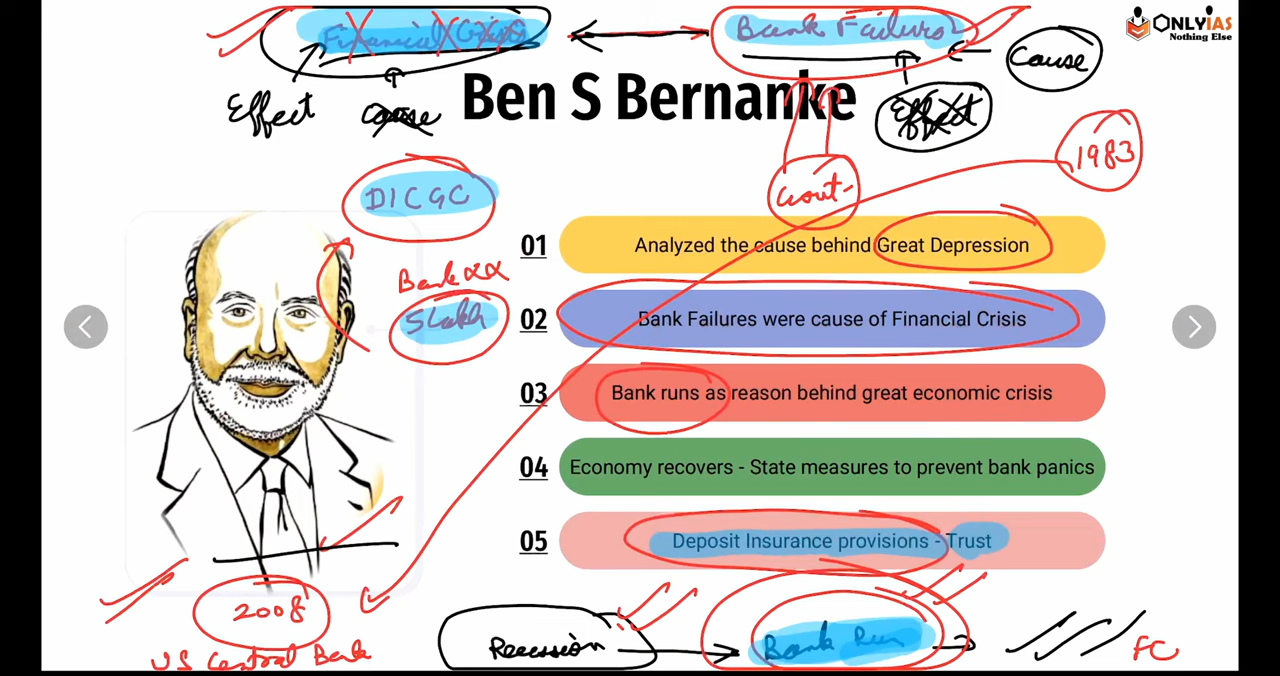 Financial Crisis
Bank Failures
ONLYIAS
Nothing Else
Cause
Effect
cause
Ben S Bernanke
Effect
1983
Govt-
DICGC
01
Analyzed the cause behind Great Depression
Bank
5 Lakh
02
Bank Failures were cause of Financial Crisis
03
Bank runs as reason behind great economic crisis
04
Economy recovers - State measures to prevent bank panics
05
Deposit Insurance provisions - Trust
2008
US Central Bank
Recession
Bank Run
FC